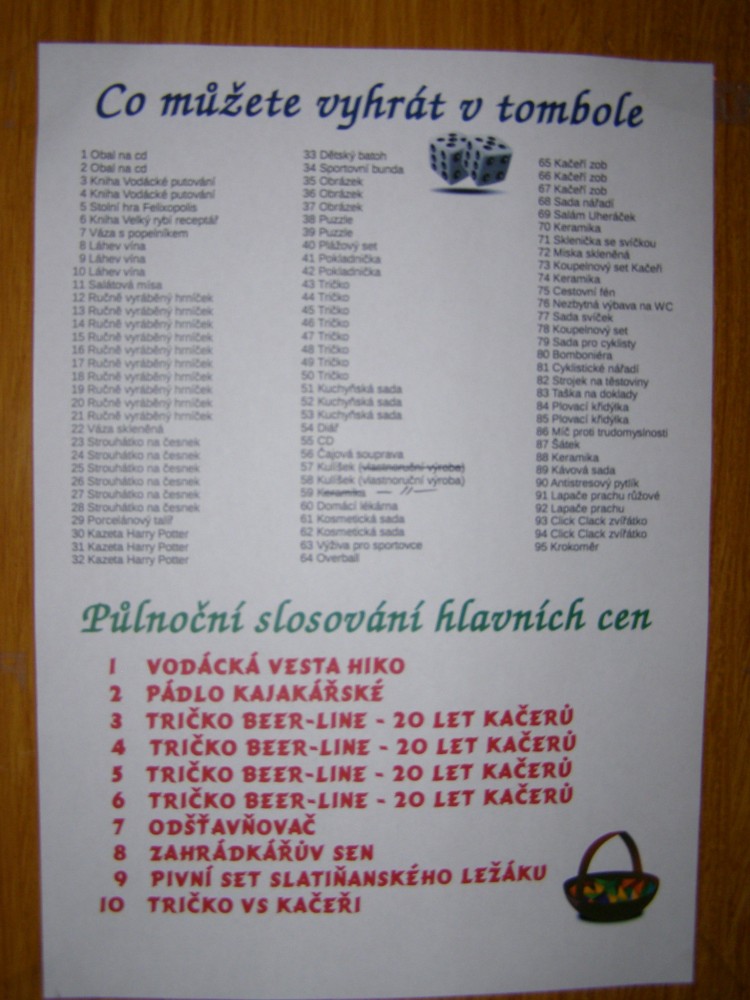 Co můžete vyhrát v tombole
1 Obal na cd
2 Obal na cd
3 Kniha Vodácké putování
4 Kniha Vodácké putování
5 Stolní hra Felixopolis
6 Kniha Velký rybí receptář
7 Váza s popelníkem
8 Láhev vína
9 Láhev vína
10 Láhev vína
11 Salátová mísa
12 Ručně vyráběný hrníček
13 Ručně vyráběný hrníček
14 Ručně vyráběný hrníček
15 Ručně vyráběný hrníček
16 Ručně vyráběný hrníček
17 Ručně vyráběný hrníček
18 Ručně vyráběný hrníček
19 Ručně vyráběný hrníček
20 Ručně vyráběný hrníček
21 Ručně vyráběný hrníček
22 Váza skleněná
23 Strouhátko na česnek
24 Strouhátko na česnek
25 Strouhátko na česnek
26 Strouhátko na česnek
27 Strouhátko na česnek
28 Strouhátko na česnek
29 Porcelánový talíř
30 Kazeta Harry Potter
31 Kazeta Harry Potter
32 Kazeta Harry Potter
33 Dětský batoh
34 Sportovní bunda
35 Obrázek
36 Obrázek
37 Obrázek
38 Puzzle
39 Puzzle
40 Plážový set
41 Pokladnička
42 Pokladnička
43 Tričko
44 Tričko
45 Tričko
46 Tričko
47 Tričko
48 Tričko
49 Tričko
50 Tričko
51 Kuchyňská sada
52 Kuchyňská sada
53 Kuchyňská sada
54 Diář
55 CD
56 Čajová souprava
57 Kulíšek (vlastnoruční výroba)
58 Kulíšek (vlastnoruční výroba)
59 Keramika — // —
60 Domácí lékárna
61 Kosmetická sada
62 Kosmetická sada
63 Výživa pro sportovce
64 Overball
65 Kačeří zob
66 Kačeří zob
67 Kačeří zob
68 Sada nářadí
69 Salám Uheráček
70 Keramika
71 Sklenička se svíčkou
72 Miska skleněná
73 Koupelnový set Kačeři
74 Keramika
75 Cestovní fén
76 Nezbytná výbava na WC
77 Sada svíček
78 Koupelnový set
79 Sada pro cyklisty
80 Bomboniéra
81 Cyklistické nářadí
82 Strojek na těstoviny
83 Taška na doklady
84 Plovací křidýlka
85 Plovací křidýlka
86 Míč proti trudomyslnosti
87 Šátek
88 Keramika
89 Kávová sada
90 Antistresový pytlík
91 Lapače prachu růžové
92 Lapače prachu
93 Click Clack zvířátko
94 Click Clack zvířátko
95 Krokoměr
Půlnoční slosování hlavních cen
1 VODÁCKÁ VESTA HIKO
2 PÁDLO KAJAKÁŘSKÉ
3 TRIČKO BEER-LINE - 20 LET KAČERŮ
4 TRIČKO BEER-LINE - 20 LET KAČERŮ
5 TRIČKO BEER-LINE - 20 LET KAČERŮ
6 TRIČKO BEER-LINE - 20 LET KAČERŮ
7 ODŠŤAVŇOVAČ
8 ZAHRÁDKÁŘŮV SEN
9 PIVNÍ SET SLATIŇANSKÉHO LEŽÁKU
10 TRIČKO VS KAČEŘI